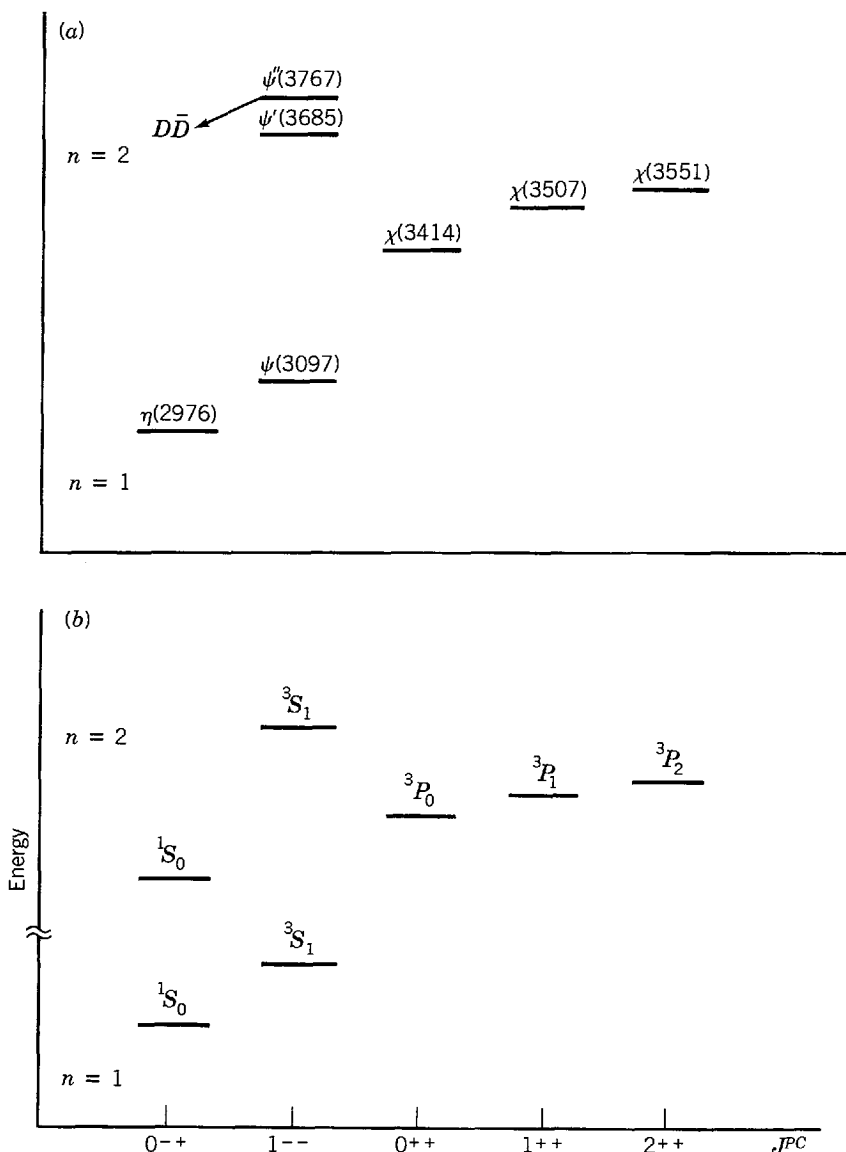 (a)
ψ″(3767)
DD̄
ψ′(3685)
n = 2
χ(3551)
χ(3507)
χ(3414)
ψ(3097)
η(2976)
n = 1
(b)
³S₁
n = 2
³P₂
³P₁
³P₀
¹S₀
Energy
³S₁
¹S₀
n = 1
0⁻⁺ 1⁻⁻ 0⁺⁺ 1⁺⁺ 2⁺⁺ Jᴾᶜ